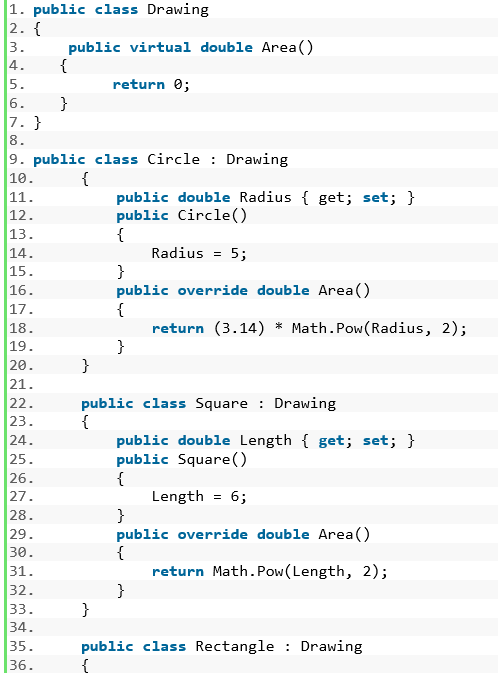 1. public class Drawing
2. {
3.     public virtual double Area()
4.    {
5.          return 0;
6.    }
7. }
8.
9. public class Circle : Drawing
10.      {
11.          public double Radius { get; set; }
12.          public Circle()
13.          {
14.              Radius = 5;
15.          }
16.          public override double Area()
17.          {
18.              return (3.14) * Math.Pow(Radius, 2);
19.          }
20.      }
21.
22.      public class Square : Drawing
23.      {
24.          public double Length { get; set; }
25.          public Square()
26.          {
27.              Length = 6;
28.          }
29.          public override double Area()
30.          {
31.              return Math.Pow(Length, 2);
32.          }
33.      }
34.
35.      public class Rectangle : Drawing
36.      {